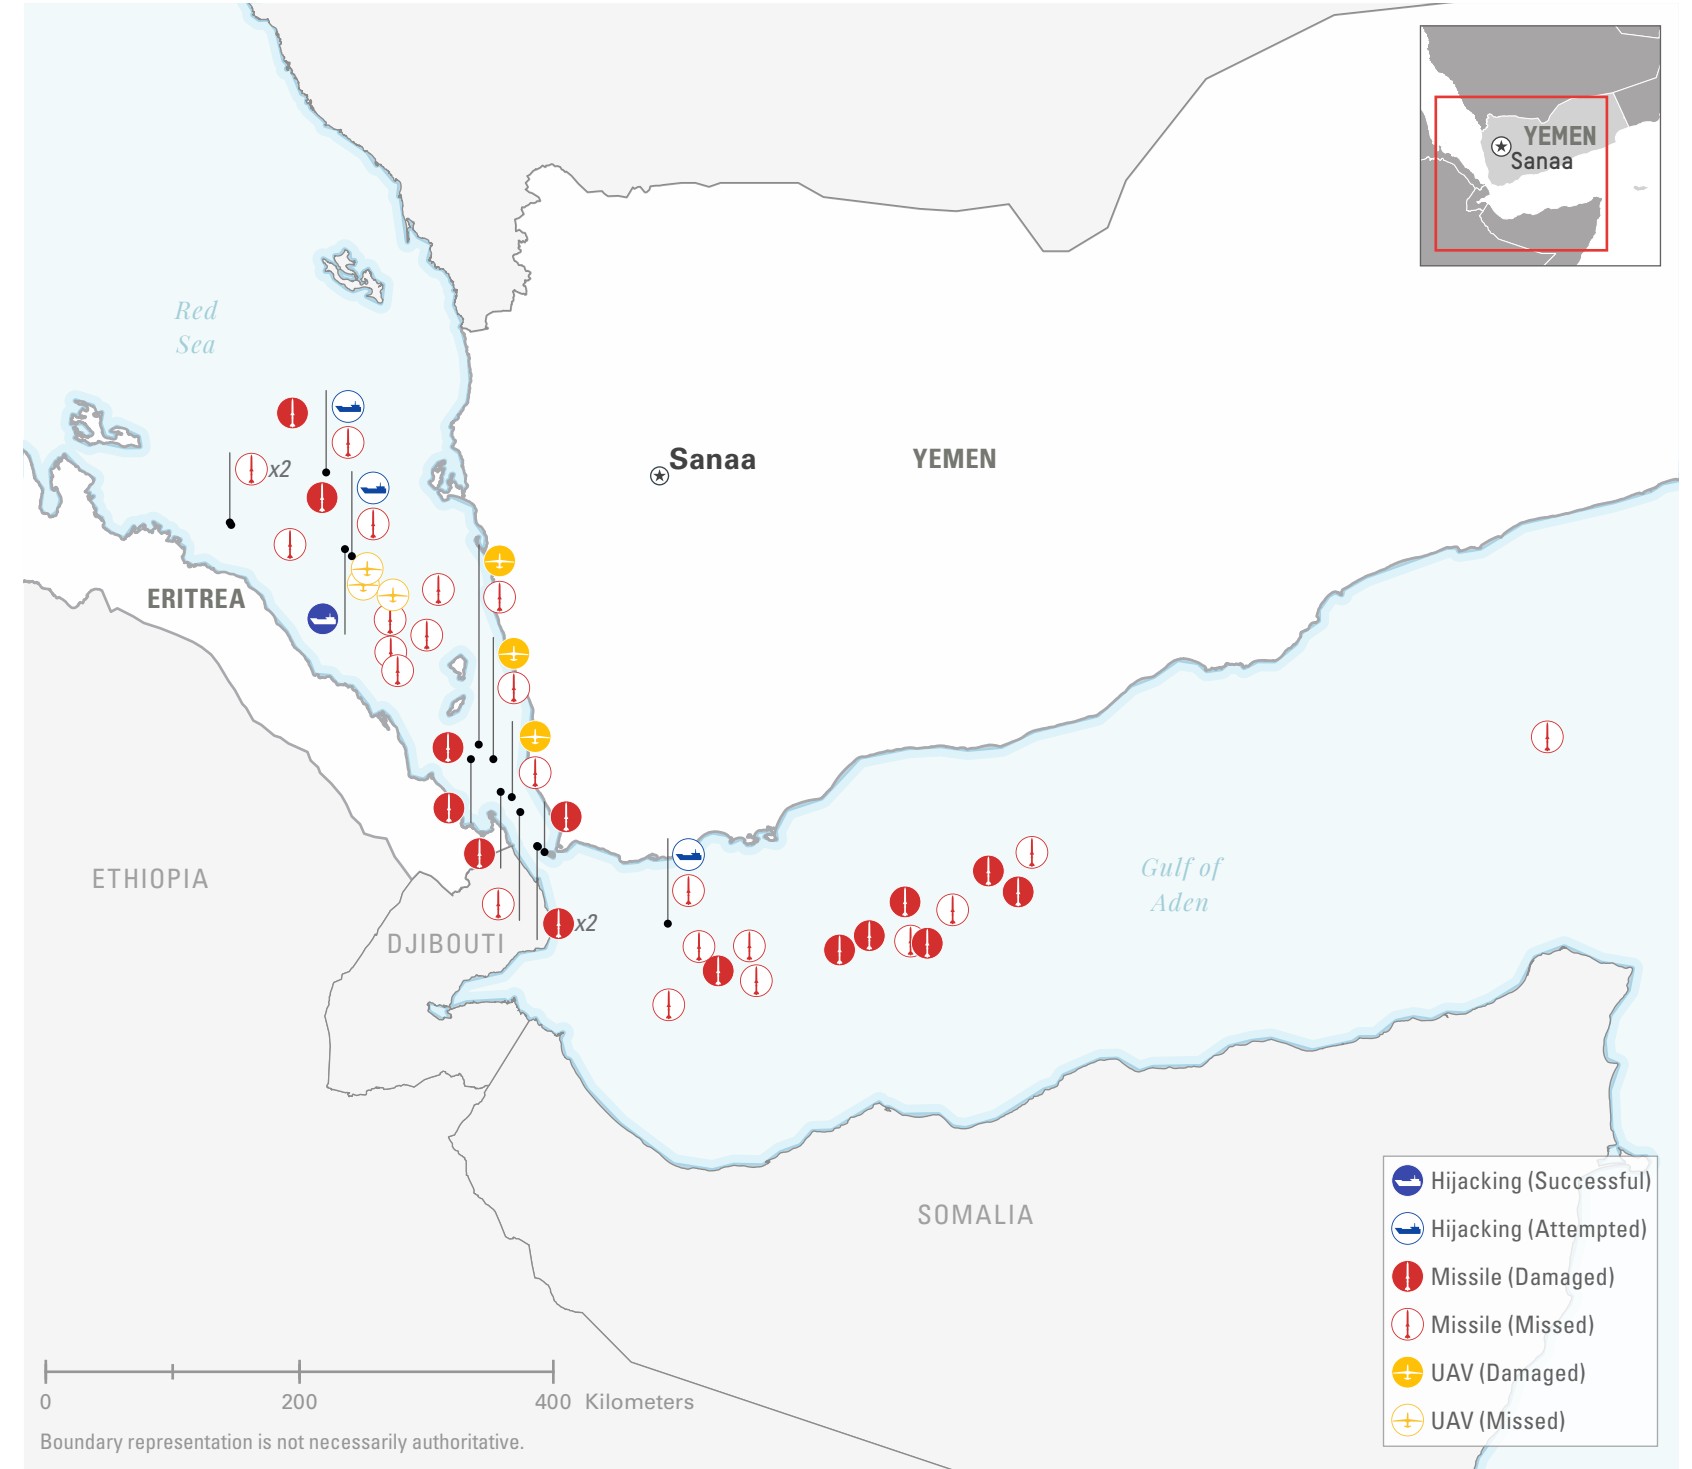 YEMEN
Sanaa
Red
Sea
x2
Sanaa
YEMEN
ERITREA
ETHIOPIA
Gulf of
Aden
x2
DJIBOUTI
SOMALIA
Hijacking (Successful)
Hijacking (Attempted)
Missile (Damaged)
Missile (Missed)
UAV (Damaged)
UAV (Missed)
0 200 400 Kilometers
Boundary representation is not necessarily authoritative.